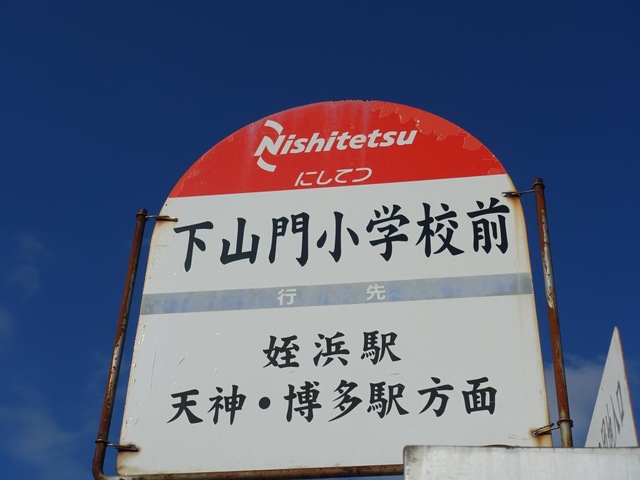 Nishitetsu
にしてつ
下山門小学校前
行先
姪浜駅
天神・博多駅方面